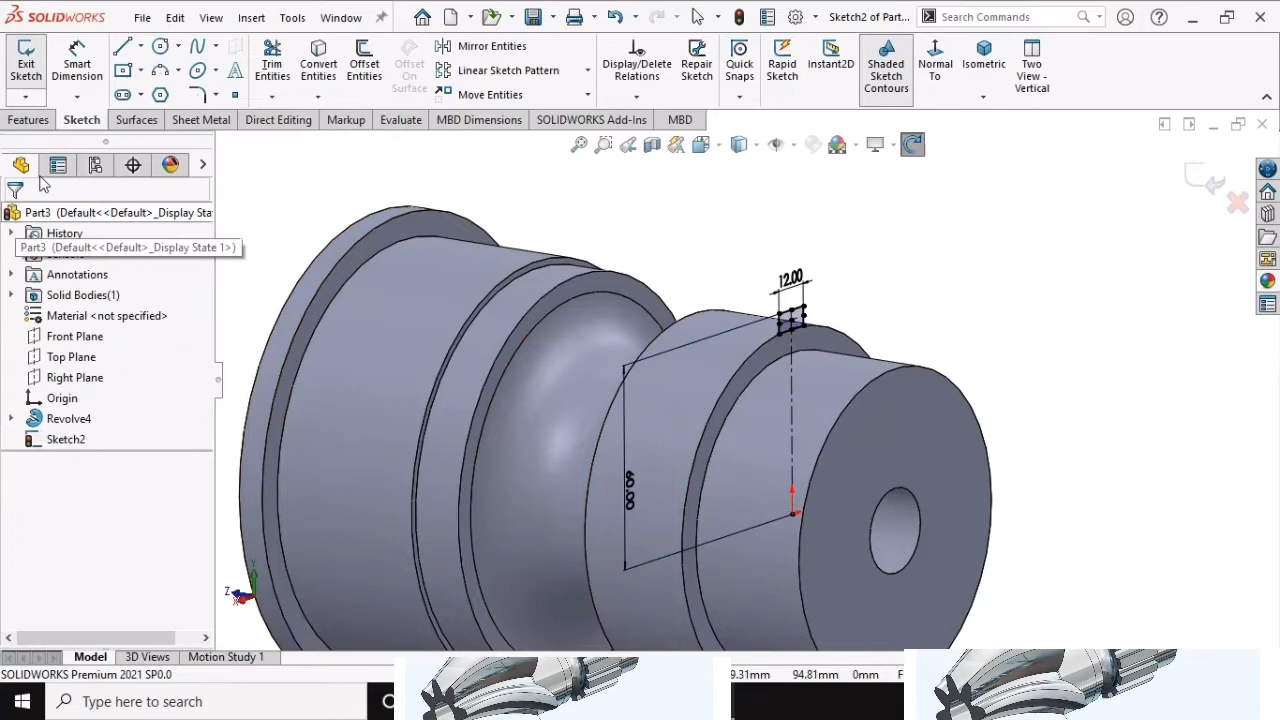 SOLIDWORKS File Edit View Insert Tools Window Sketch2 of Part... Search Commands
Exit Sketch Smart Dimension Trim Entities Convert Entities Offset Entities Offset On Surface Mirror Entities Linear Sketch Pattern Move Entities Display/Delete Relations Repair Sketch Quick Snaps Rapid Sketch Instant2D Shaded Sketch Contours Normal To Isometric Two View - Vertical
Features Sketch Surfaces Sheet Metal Direct Editing Markup Evaluate MBD Dimensions SOLIDWORKS Add-Ins MBD
Part3 (Default<<Default>_Display Sta
History
Part3 (Default<<Default>_Display State 1>)
Annotations
Solid Bodies(1)
Material <not specified>
Front Plane
Top Plane
Right Plane
Origin
Revolve4
Sketch2
12.00
60.00
Y
Z
X
Model 3D Views Motion Study 1
SOLIDWORKS Premium 2021 SP0.0 9.31mm 94.81mm 0mm F
Type here to search